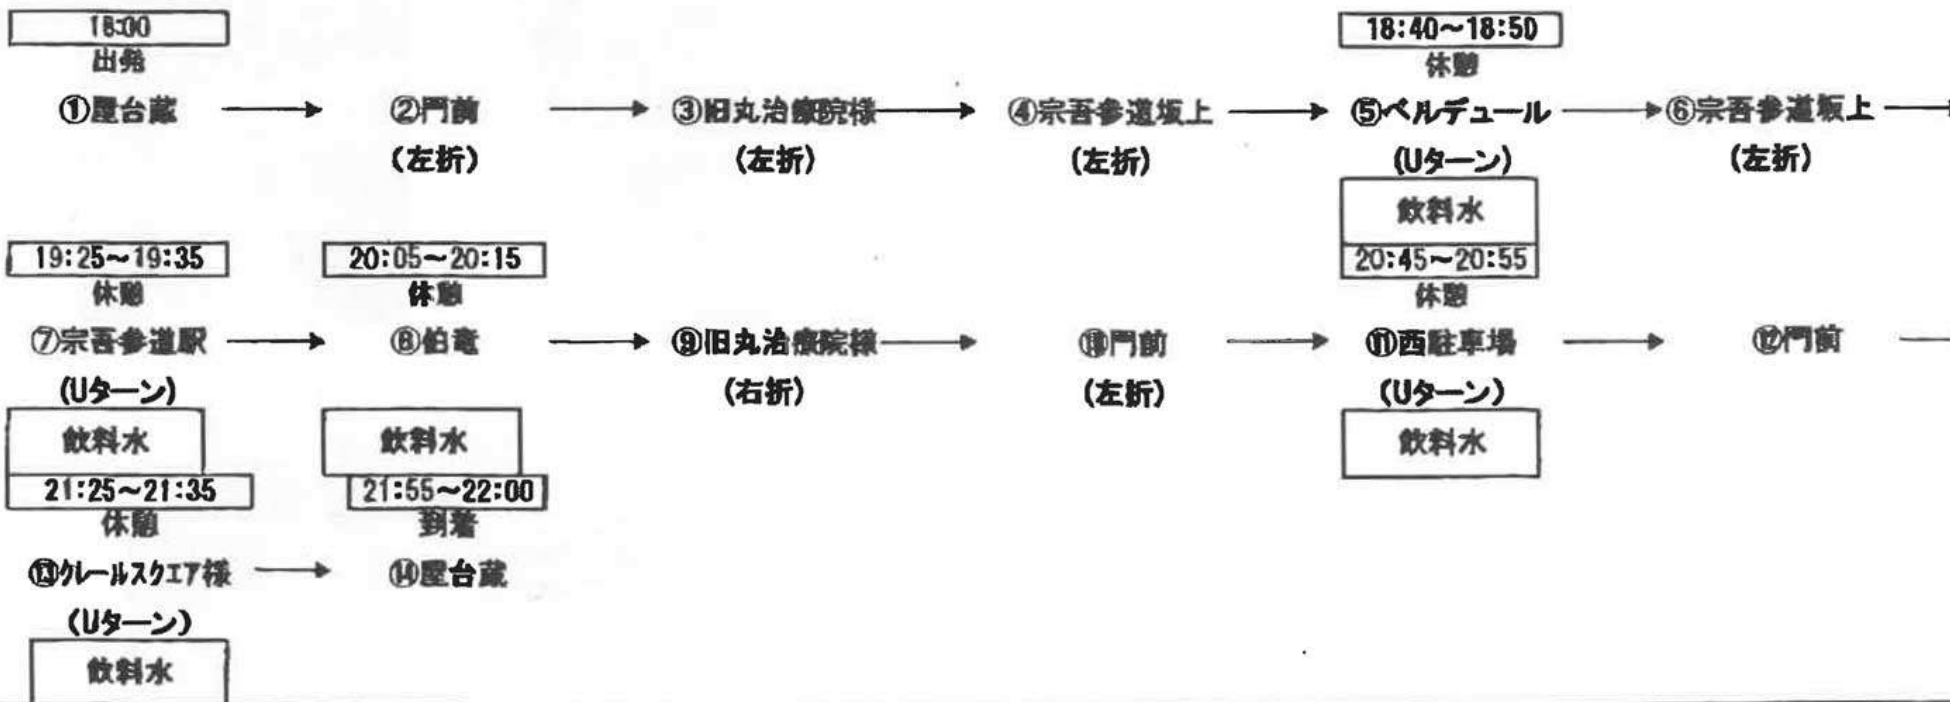 18:00
18:40～18:50
出発
休憩
①屋台蔵 → ②門前 → ③旧丸治療院様 → ④宗吾参道坂上 → ⑤ベルデュール → ⑥宗吾参道坂上 →
(左折) (左折) (左折) (Uターン) (左折)
飲料水
19:25～19:35 20:05～20:15 20:45～20:55
休憩 休憩 休憩
⑦宗吾参道駅 → ⑧伯竜 → ⑨旧丸治療院様 → ⑩門前 → ⑪西駐車場 → ⑫門前
(Uターン) (右折) (左折) (Uターン)
飲料水 飲料水 飲料水
21:25～21:35 21:55～22:00
休憩 到着
⑬クレールスクエア様 → ⑭屋台蔵
(Uターン)
飲料水